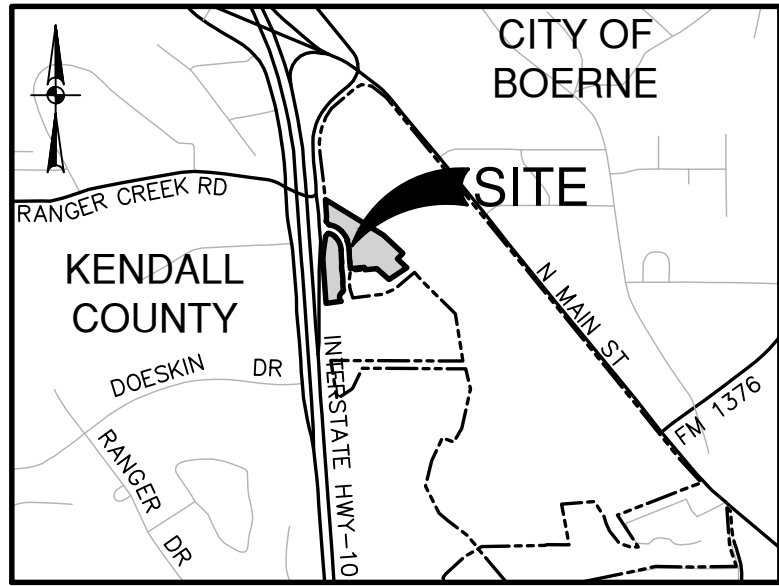 CITY OF
BOERNE
SITE
RANGER CREEK RD
KENDALL
COUNTY
N MAIN ST
DOESKIN DR
INTERSTATE HWY-10
FM 1376
RANGER DR